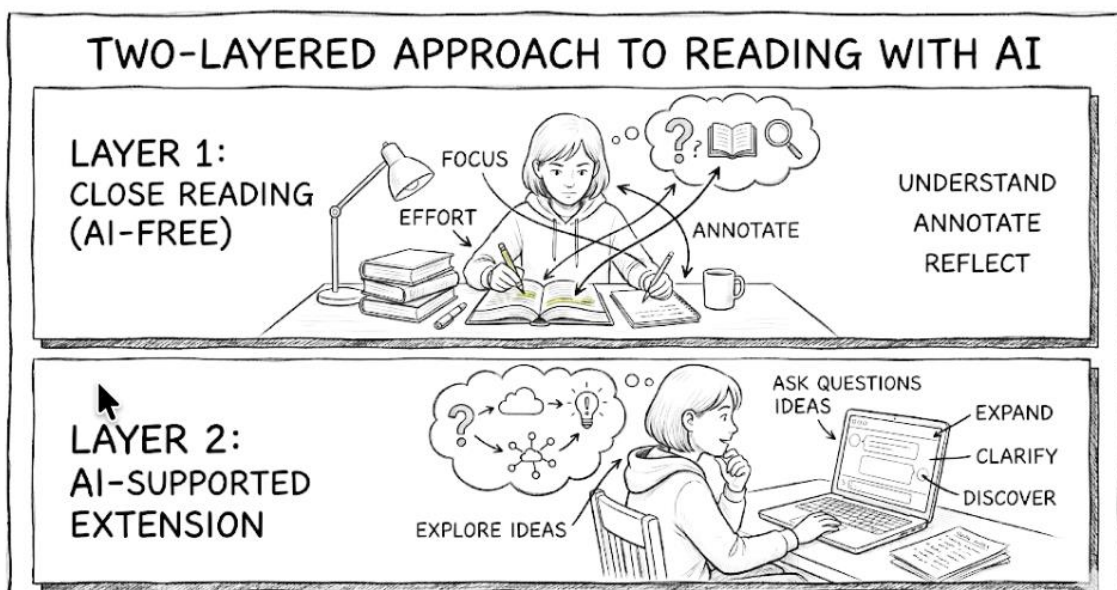 TWO-LAYERED APPROACH TO READING WITH AI
LAYER 1:
CLOSE READING
(AI-FREE)
FOCUS
EFFORT
ANNOTATE
UNDERSTAND
ANNOTATE
REFLECT
LAYER 2:
AI-SUPPORTED
EXTENSION
EXPLORE IDEAS
ASK QUESTIONS
IDEAS
EXPAND
CLARIFY
DISCOVER